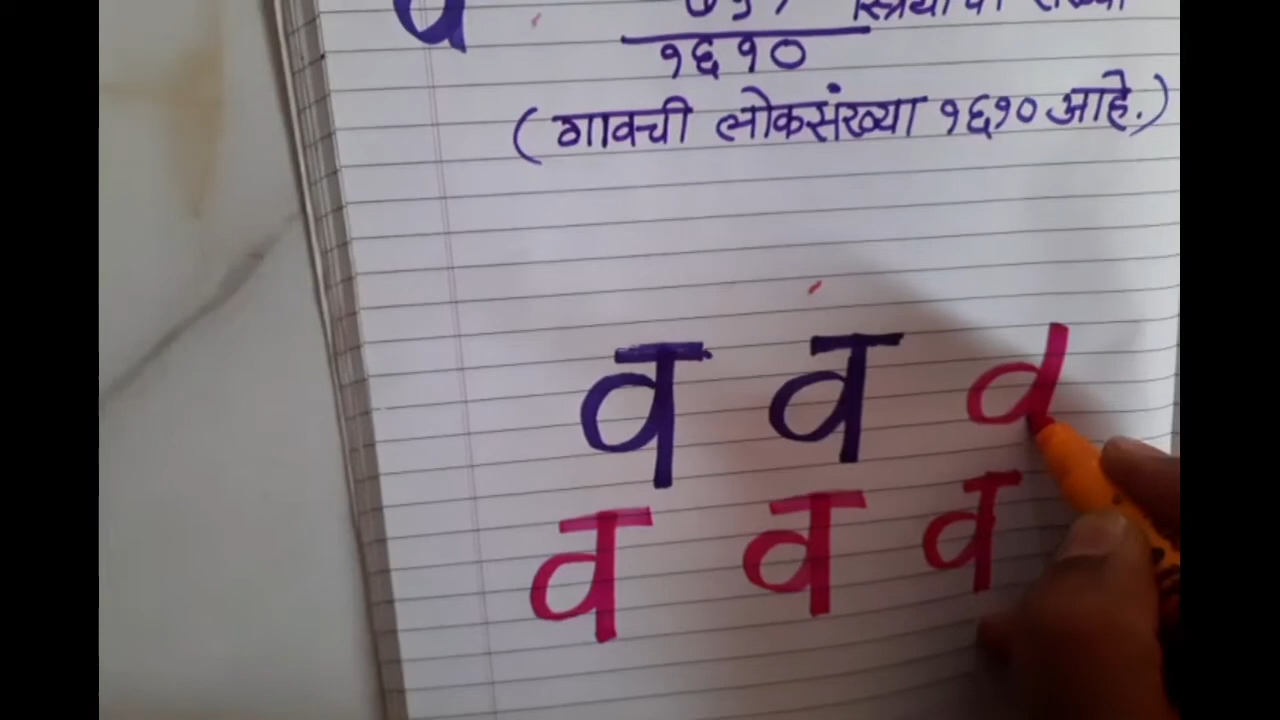 १६१०
(गावची लोकसंख्या १६१० आहे.)
व व व
व व व